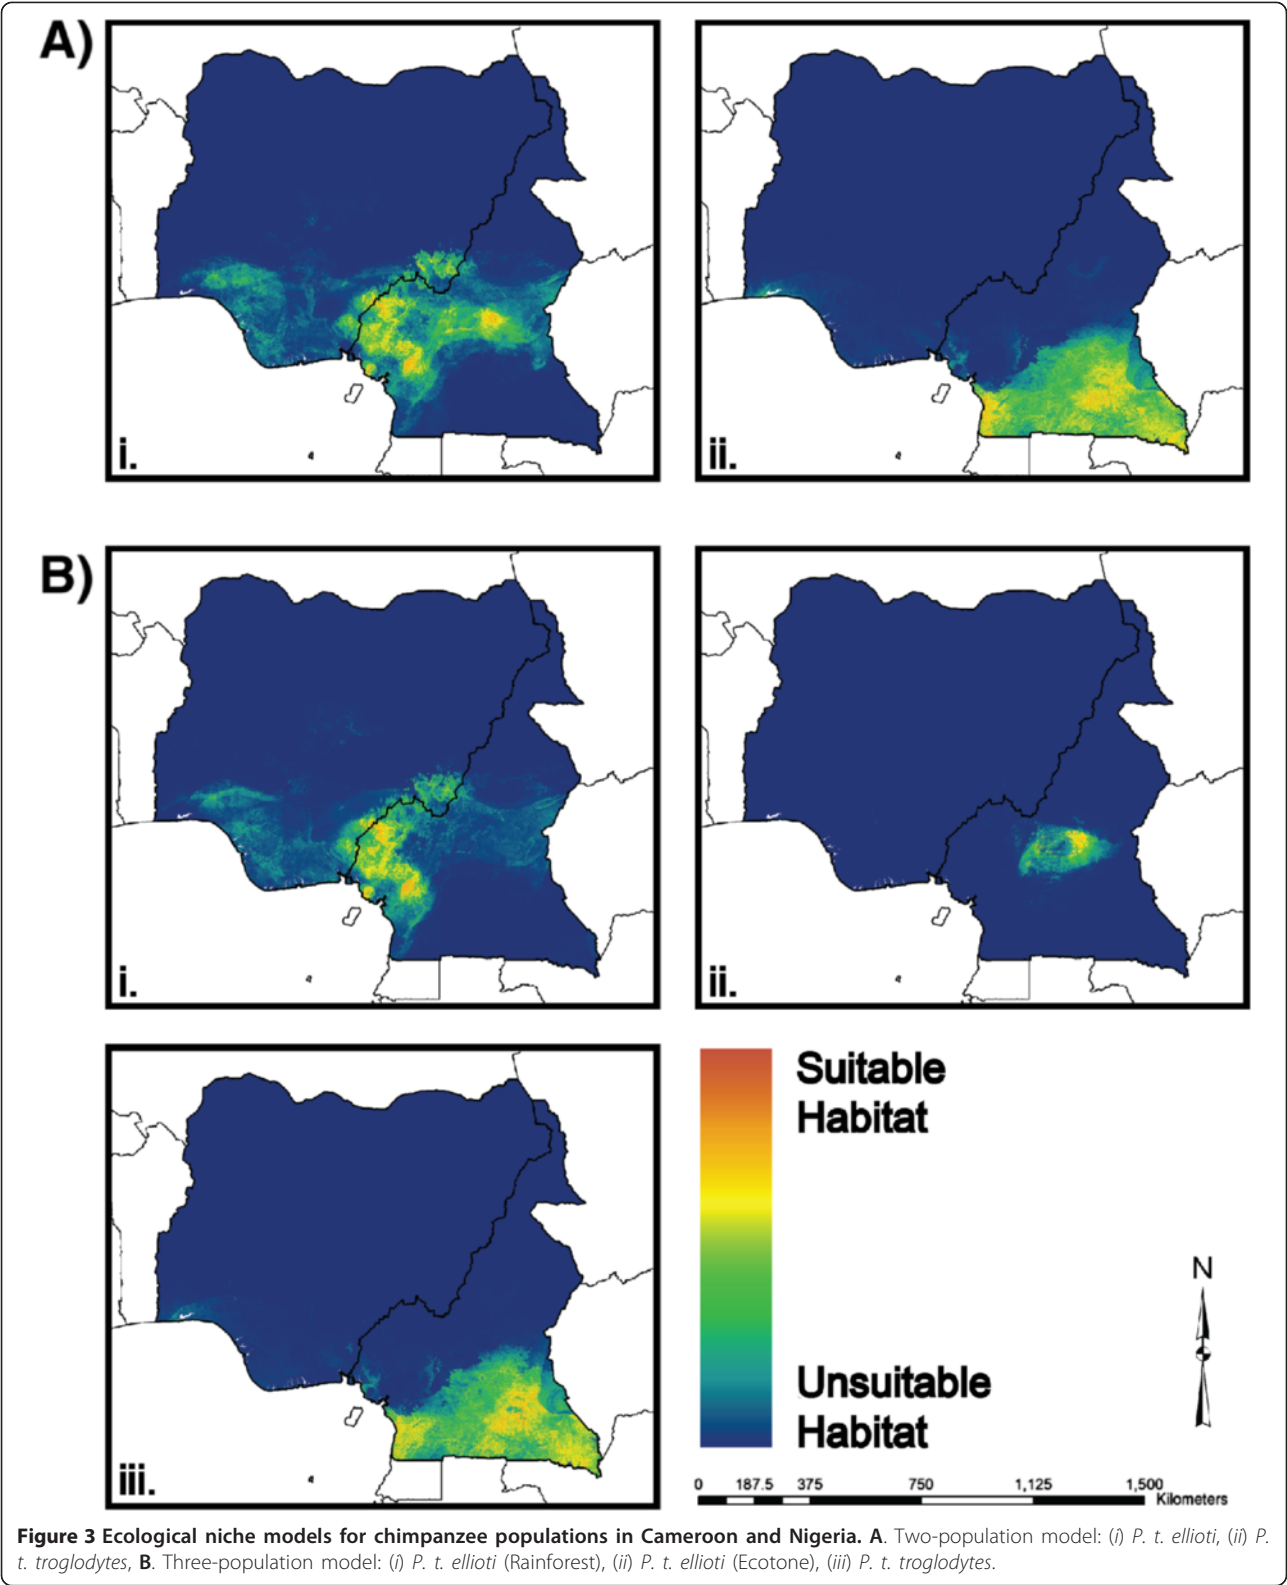 A)
i.
ii.
B)
i.
ii.
iii.
Suitable
Habitat
Unsuitable
Habitat
N
0 187.5 375 750 1,125 1,500
Kilometers
Figure 3 Ecological niche models for chimpanzee populations in Cameroon and Nigeria. A. Two-population model: (i) P. t. ellioti, (ii) P.
t. troglodytes, B. Three-population model: (i) P. t. ellioti (Rainforest), (ii) P. t. ellioti (Ecotone), (iii) P. t. troglodytes.